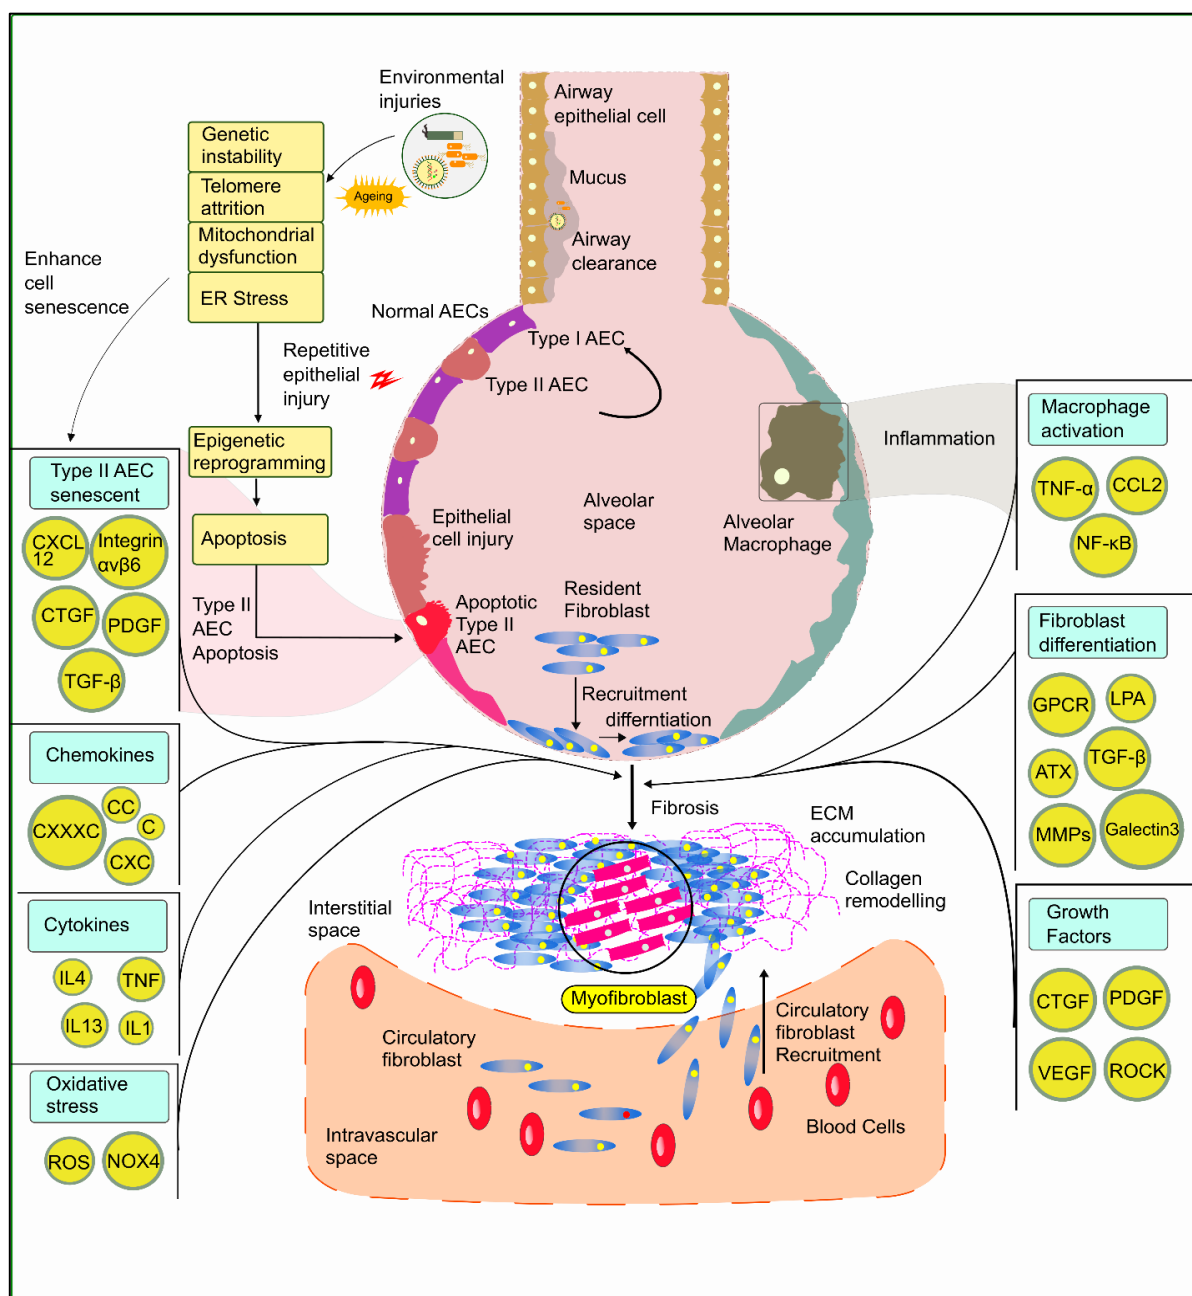 Environmental
injuries
Genetic
instability
Telomere
attrition
Mitochondrial
dysfunction
ER Stress
Ageing
Enhance
cell
senescence
Airway
epithelial cell
Mucus
Airway
clearance
Normal AECs
Type I AEC
Type II AEC
Repetitive
epithelial
injury
Epigenetic
reprogramming
Apoptosis
Type II
AEC
Apoptosis
Epithelial
cell injury
Apoptotic
Type II
AEC
Alveolar
space
Alveolar
Macrophage
Inflammation
Resident
Fibroblast
Recruitment
differntiation
Fibrosis
Type II AEC
senescent
CXCL
12
Integrin
αvβ6
CTGF
PDGF
TGF-β
Chemokines
CXXXC
CC
C
CXC
Cytokines
IL4
TNF
IL13
IL1
Oxidative
stress
ROS
NOX4
Macrophage
activation
TNF-α
CCL2
NF-κB
Fibroblast
differentiation
GPCR
LPA
ATX
TGF-β
MMPs
Galectin3
Growth
Factors
CTGF
PDGF
VEGF
ROCK
ECM
accumulation
Collagen
remodelling
Interstitial
space
Myofibroblast
Circulatory
fibroblast
Circulatory
fibroblast
Recruitment
Intravascular
space
Blood Cells